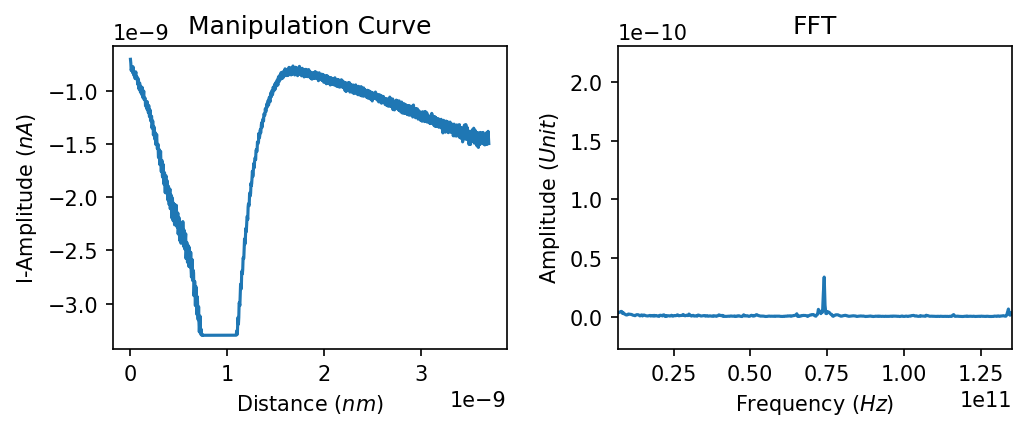 Manipulation Curve
1e−9
I-Amplitude (nA)
−1.0
−1.5
−2.0
−2.5
−3.0
0
1
2
3
Distance (nm)
1e−9
FFT
1e−10
Amplitude (Unit)
2.0
1.5
1.0
0.5
0.0
0.25
0.50
0.75
1.00
1.25
Frequency (Hz)
1e11